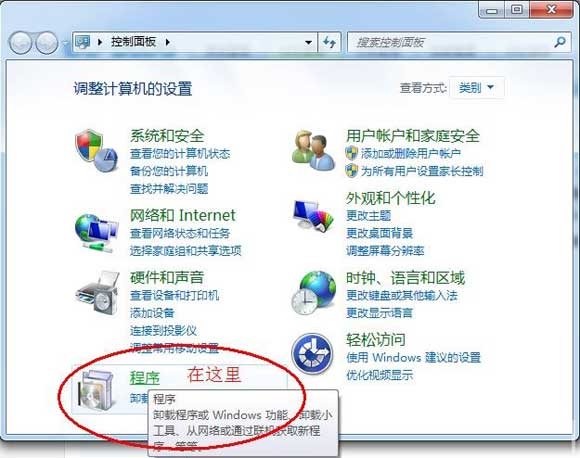 控制面板
搜索控制面板
调整计算机的设置
查看方式: 类别
系统和安全
查看您的计算机状态
备份您的计算机
查找并解决问题
网络和 Internet
查看网络状态和任务
选择家庭组和共享选项
硬件和声音
查看设备和打印机
添加设备
连接到投影仪
调整常用移动设置
程序
在这里
卸载
程序
卸载程序或 Windows 功能、卸载小
工具、从网络或通过联机获取新程
序，等等。
用户帐户和家庭安全
添加或删除用户帐户
为所有用户设置家长控制
外观和个性化
更改主题
更改桌面背景
调整屏幕分辨率
时钟、语言和区域
更改键盘或其他输入法
更改显示语言
轻松访问
使用 Windows 建议的设置
优化视频显示